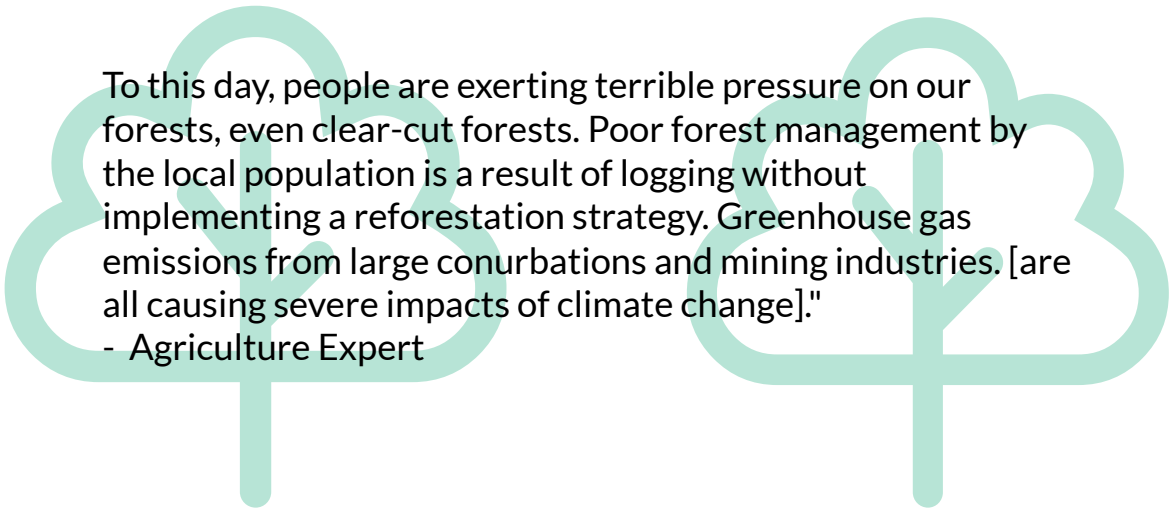 To this day, people are exerting terrible pressure on our
forests, even clear-cut forests. Poor forest management by
the local population is a result of logging without
implementing a reforestation strategy. Greenhouse gas
emissions from large conurbations and mining industries. [are
all causing severe impacts of climate change]."
- Agriculture Expert